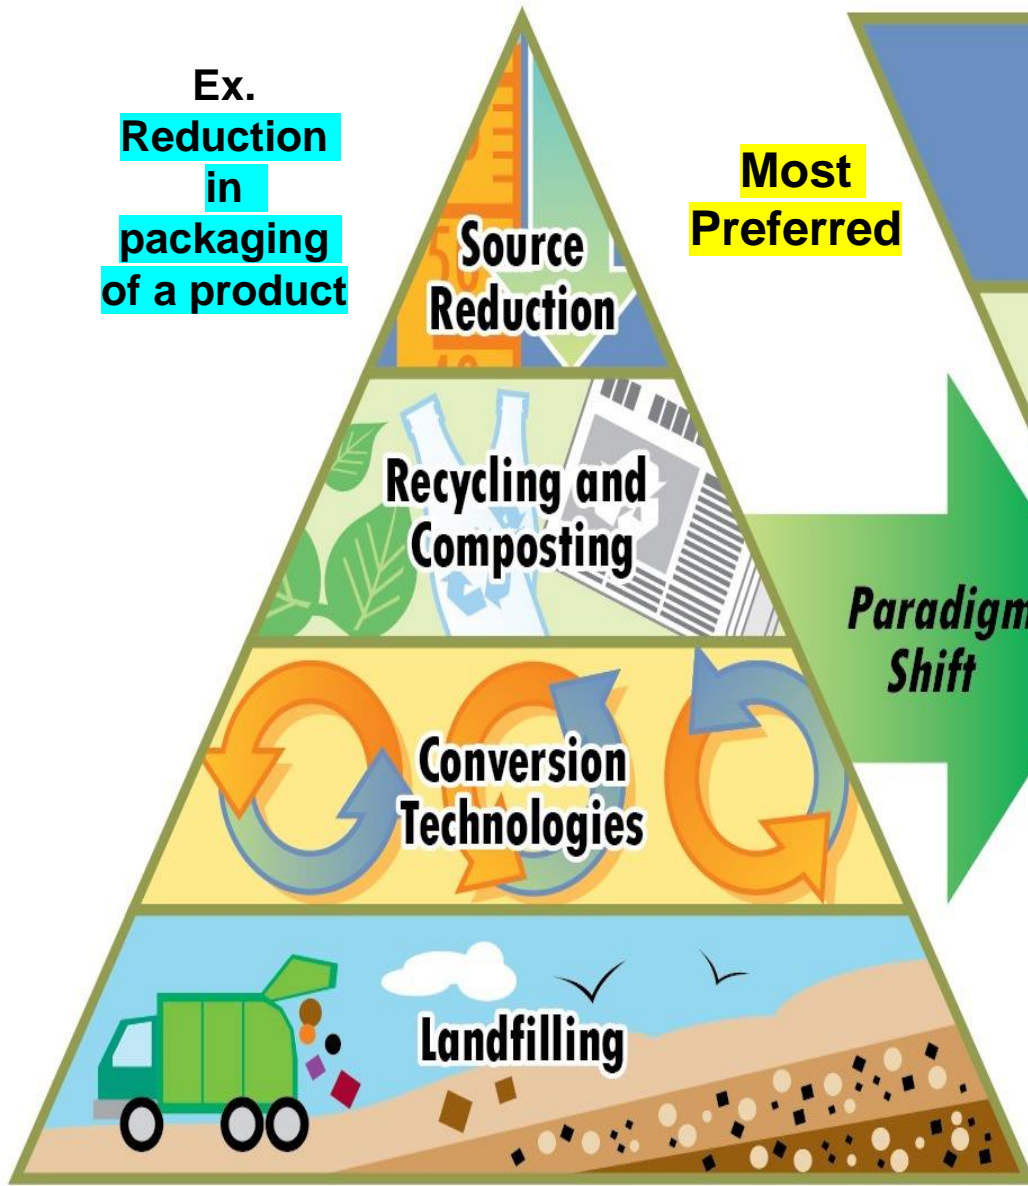 Ex.
Reduction
in
packaging
of a product
Most
Preferred
Source
Reduction
Recycling and
Composting
Paradigm
Shift
Conversion
Technologies
Landfilling